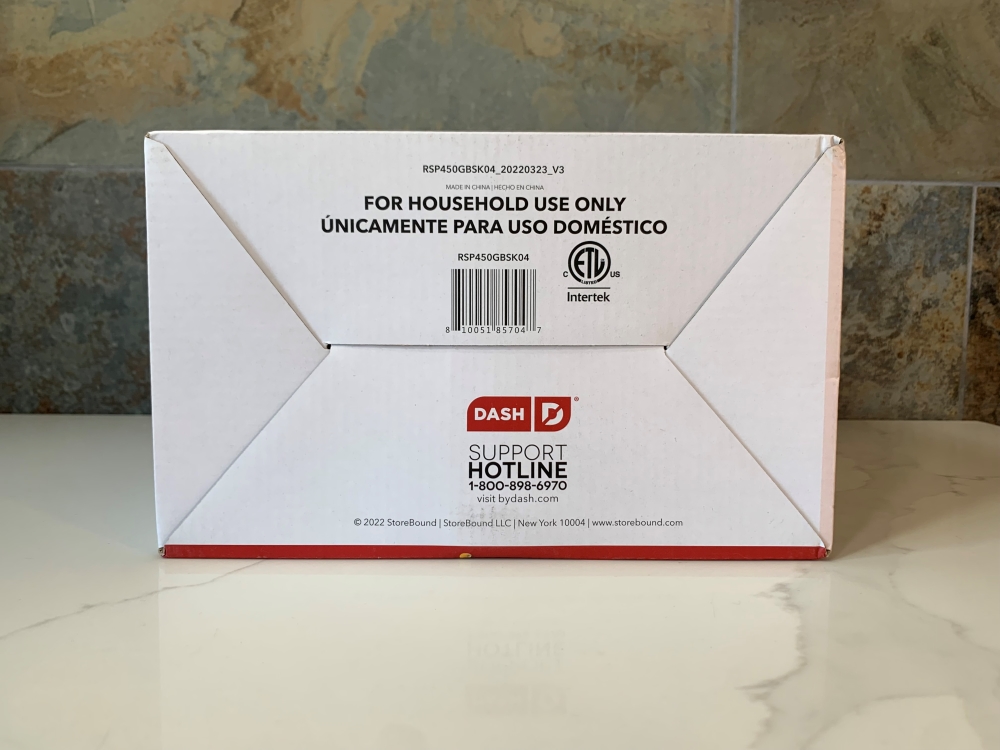 RSP450GBSK04_20220323_V3
MADE IN CHINA | HECHO EN CHINA
FOR HOUSEHOLD USE ONLY
ÚNICAMENTE PARA USO DOMÉSTICO
RSP450GBSK04
C ETL US
LISTED
Intertek
8 10051 85704 7
DASH D ®
SUPPORT
HOTLINE
1-800-898-6970
visit bydash.com
© 2022 StoreBound | StoreBound LLC | New York 10004 | www.storebound.com